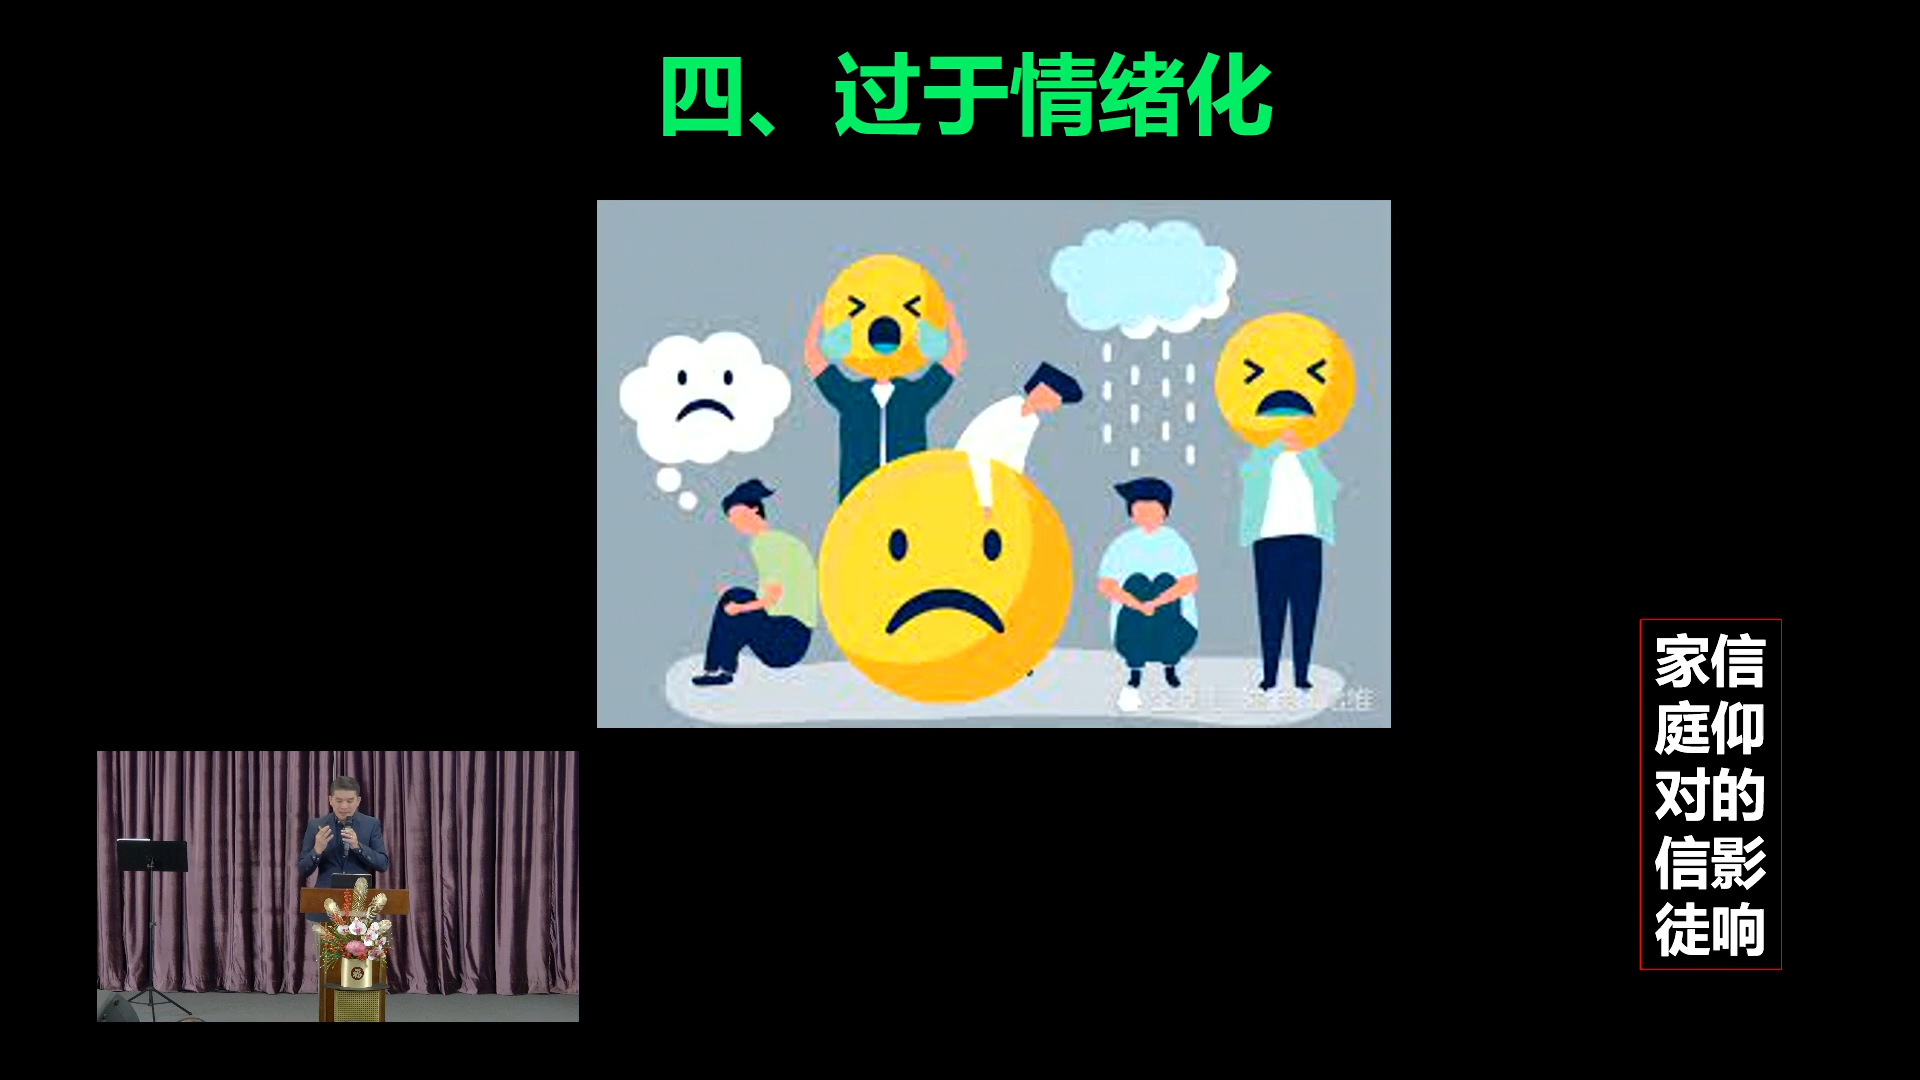 四、过于情绪化
家信
庭仰
对的
信影
徒响